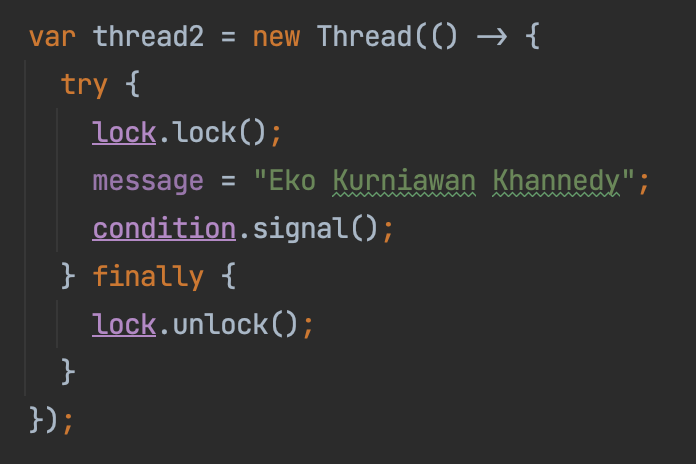 var thread2 = new Thread(() -> {
  try {
    lock.lock();
    message = "Eko Kurniawan Khannedy";
    condition.signal();
  } finally {
    lock.unlock();
  }
});